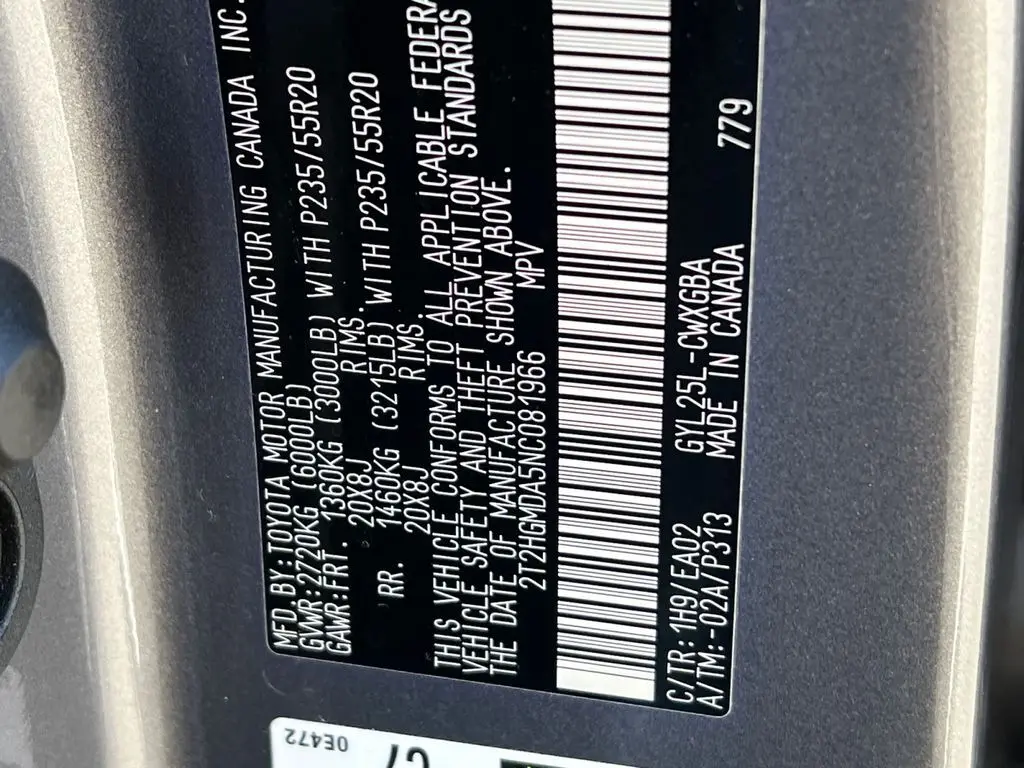 MFD. BY:TOYOTA MOTOR MANUFACTURING CANADA INC.
GVWR:2720KG (6000LB)
GAWR:FRT. 1360KG (3000LB) WITH P235/55R20
20X8J RIMS.
RR. 1460KG (3215LB) WITH P235/55R20
20X8J RIMS
THIS VEHICLE CONFORMS TO ALL APPLICABLE FEDERA
VEHICLE SAFETY AND THEFT PREVENTION STANDARDS
THE DATE OF MANUFACTURE SHOWN ABOVE.
2T2HGMDA5NC081966 MPV
C/TR:1H9/EA02 GYL25L-CWXGBA 779
A/TM:-02A/P313 MADE IN CANADA
0E472